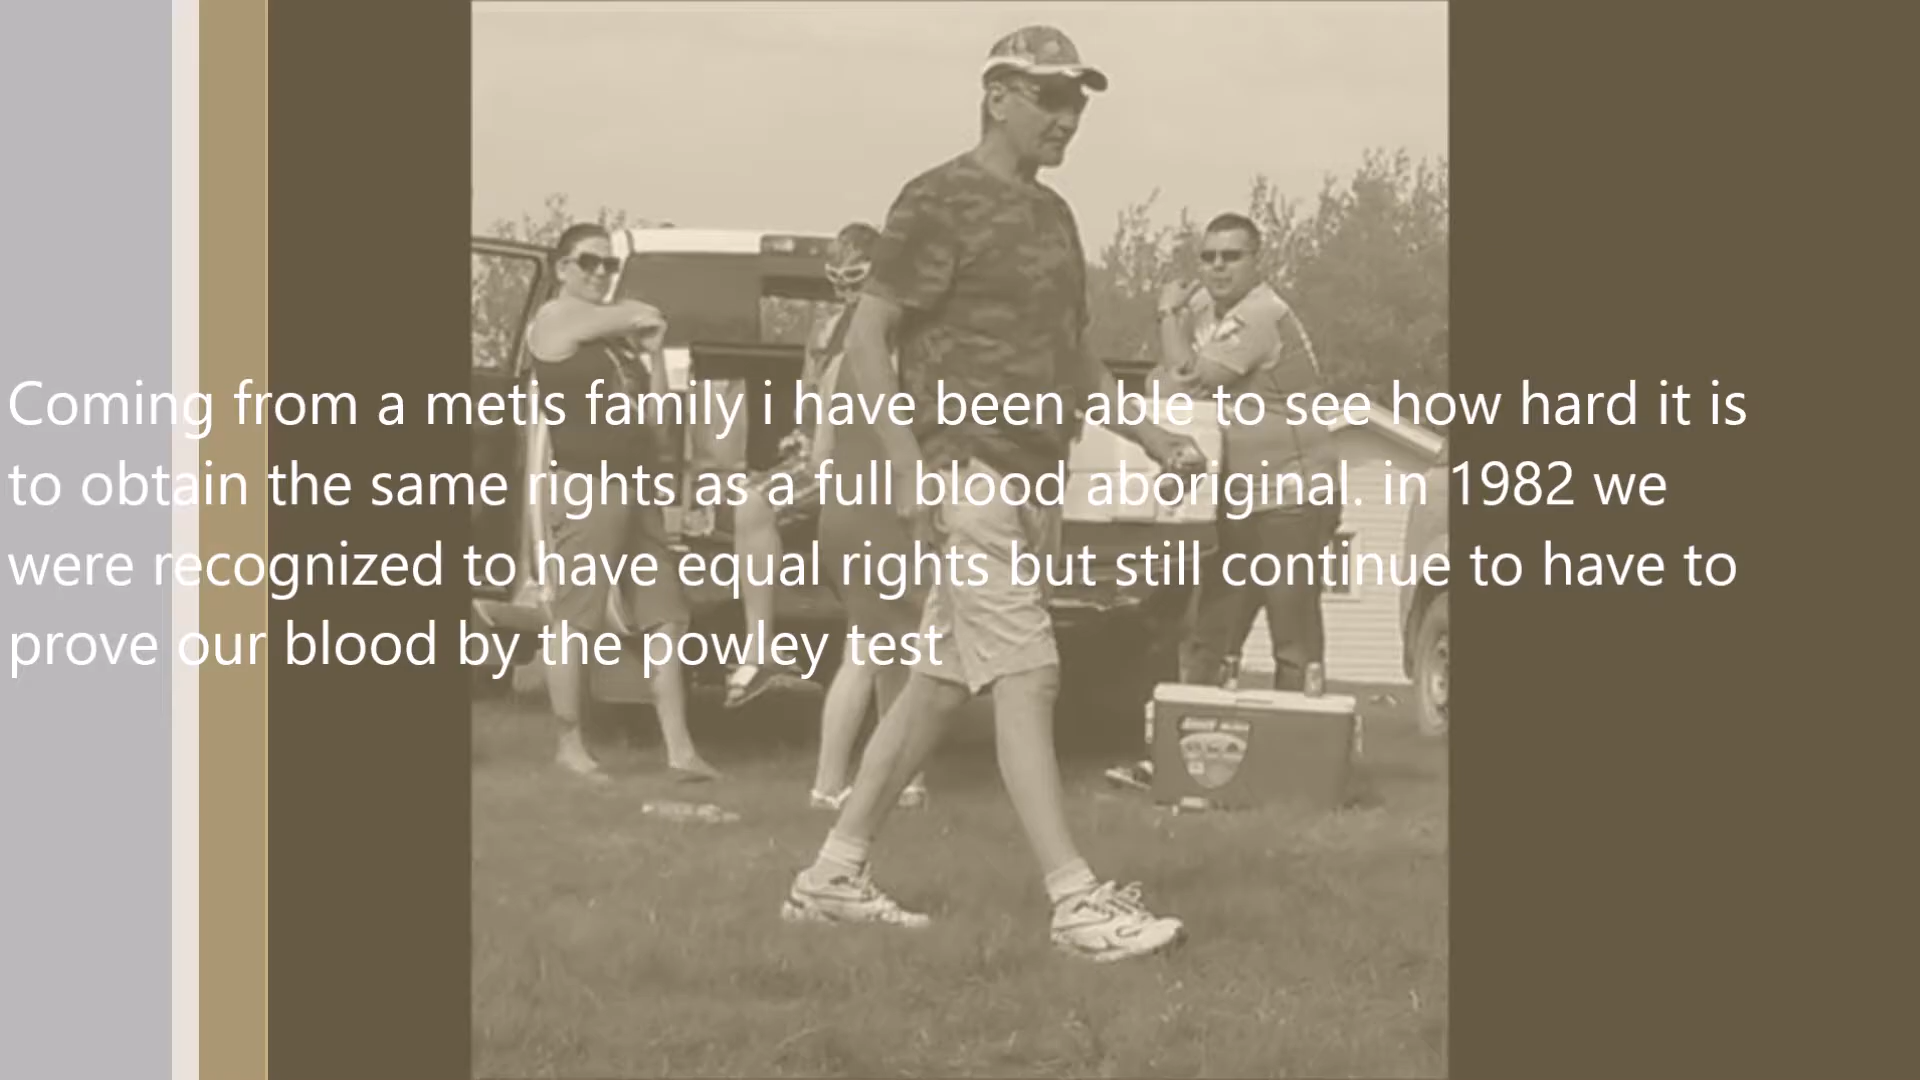 Coming from a metis family i have been able to see how hard it is
to obtain the same rights as a full blood aboriginal. in 1982 we
were recognized to have equal rights but still continue to have to
prove our blood by the powley test